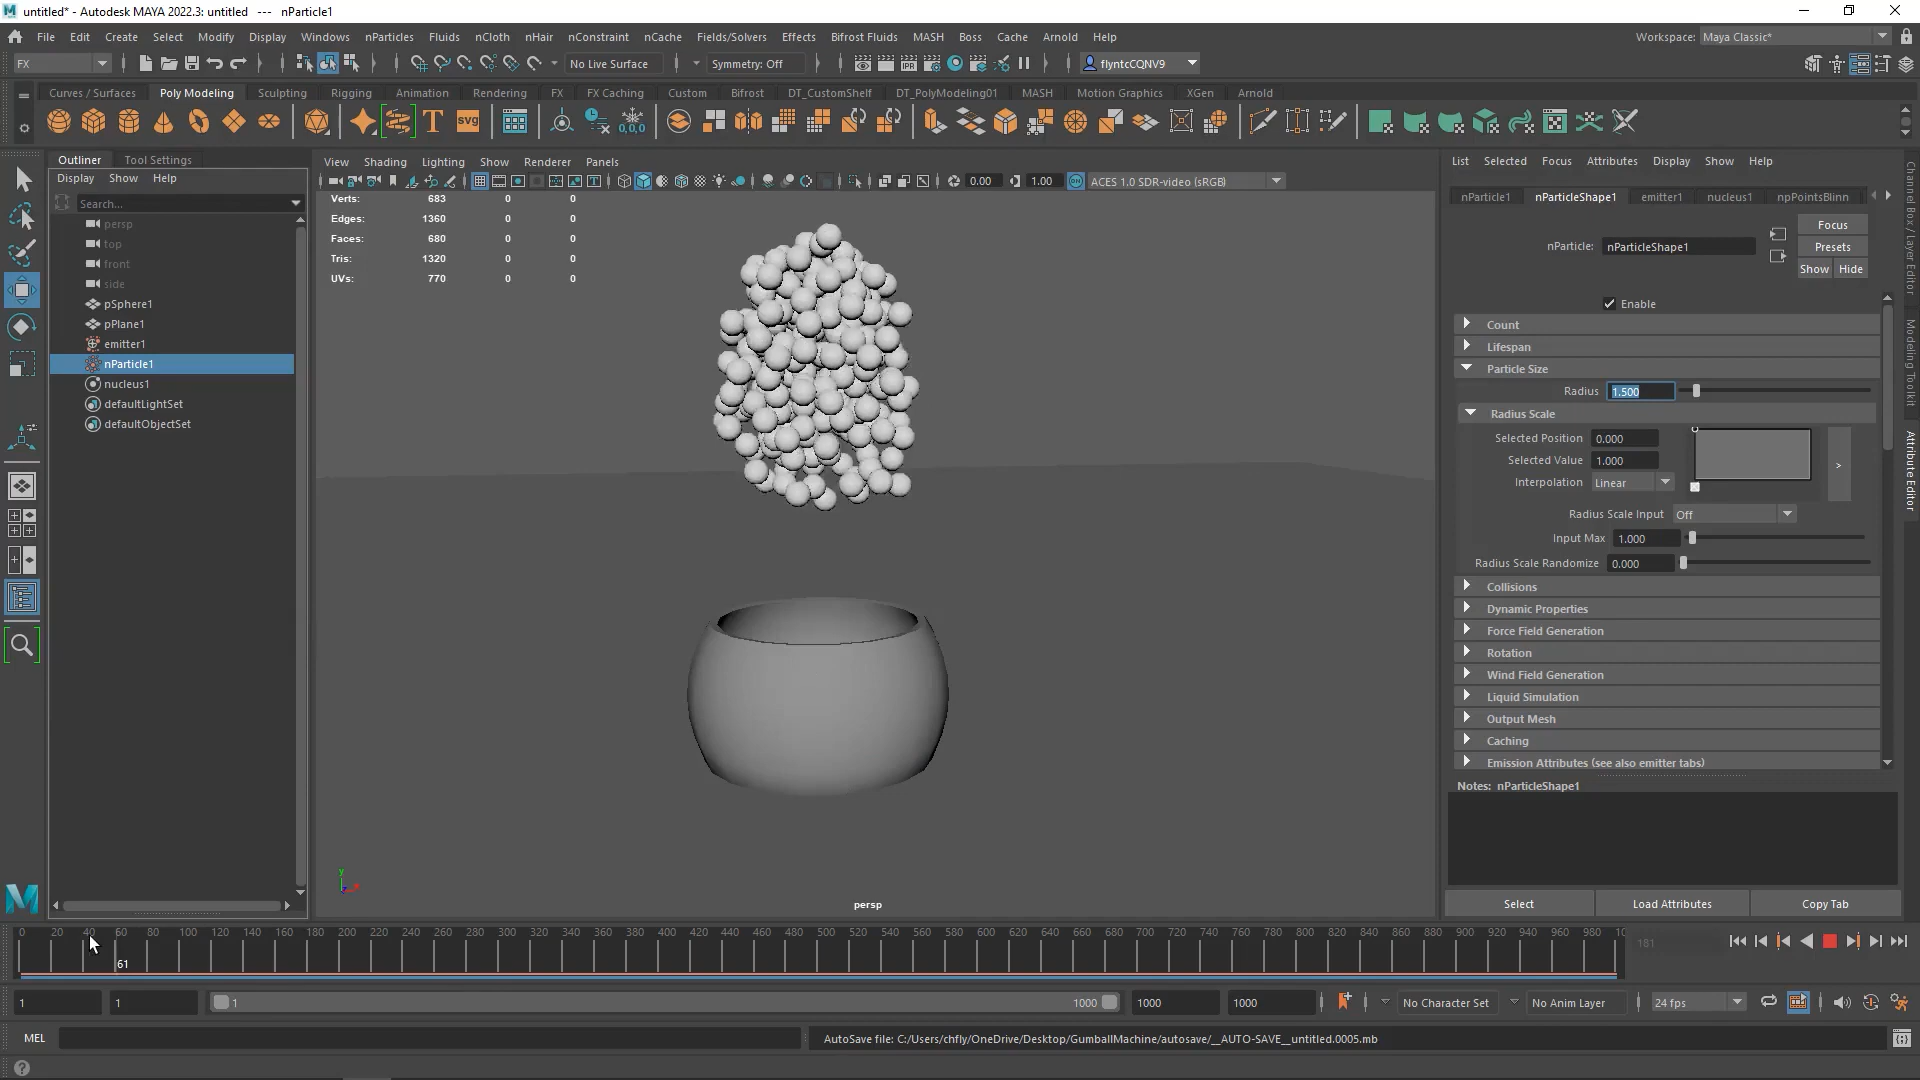 untitled* - Autodesk MAYA 2022.3: untitled   ---   nParticle1
File Edit Create Select Modify Display Windows nParticles Fluids nCloth nHair nConstraint nCache Fields/Solvers Effects Bifrost Fluids MASH Boss Cache Arnold Help Workspace: Maya Classic*
FX No Live Surface Symmetry: Off flyntcCQNV9
Curves / Surfaces Poly Modeling Sculpting Rigging Animation Rendering FX FX Caching Custom Bifrost DT_CustomShelf DT_PolyModeling01 MASH Motion Graphics XGen Arnold
T SVG 0,0,0
Outliner Tool Settings
Display Show Help
Search...
persp
top
front
side
pSphere1
pPlane1
emitter1
nParticle1
nucleus1
defaultLightSet
defaultObjectSet
View Shading Lighting Show Renderer Panels
0.00 1.00 ACES 1.0 SDR-video (sRGB)
Verts: 683 0 0
Edges: 1360 0 0
Faces: 680 0 0
Tris: 1320 0 0
UVs: 770 0 0
y
persp
List Selected Focus Attributes Display Show Help
nParticle1 nParticleShape1 emitter1 nucleus1 npPointsBlinn
Focus
nParticle: nParticleShape1 Presets
Show Hide
Enable
Count
Lifespan
Particle Size
Radius 1.500
Radius Scale
Selected Position 0.000
Selected Value 1.000
Interpolation Linear
>
Radius Scale Input Off
Input Max 1.000
Radius Scale Randomize 0.000
Collisions
Dynamic Properties
Force Field Generation
Rotation
Wind Field Generation
Liquid Simulation
Output Mesh
Caching
Emission Attributes (see also emitter tabs)
Notes: nParticleShape1
Select Load Attributes Copy Tab
Channel Box / Layer Editor
Modeling Toolkit
Attribute Editor
0 20 40 60 80 100 120 140 160 180 200 220 240 260 280 300 320 340 360 380 400 420 440 460 480 500 520 540 560 580 600 620 640 660 680 700 720 740 760 780 800 820 840 860 880 900 920 940 960 980
61
181
1 1 1 1000 1000 1000 No Character Set No Anim Layer 24 fps
MEL AutoSave file: C:/Users/chfly/OneDrive/Desktop/GumballMachine/autosave/__AUTO-SAVE__untitled.0005.mb